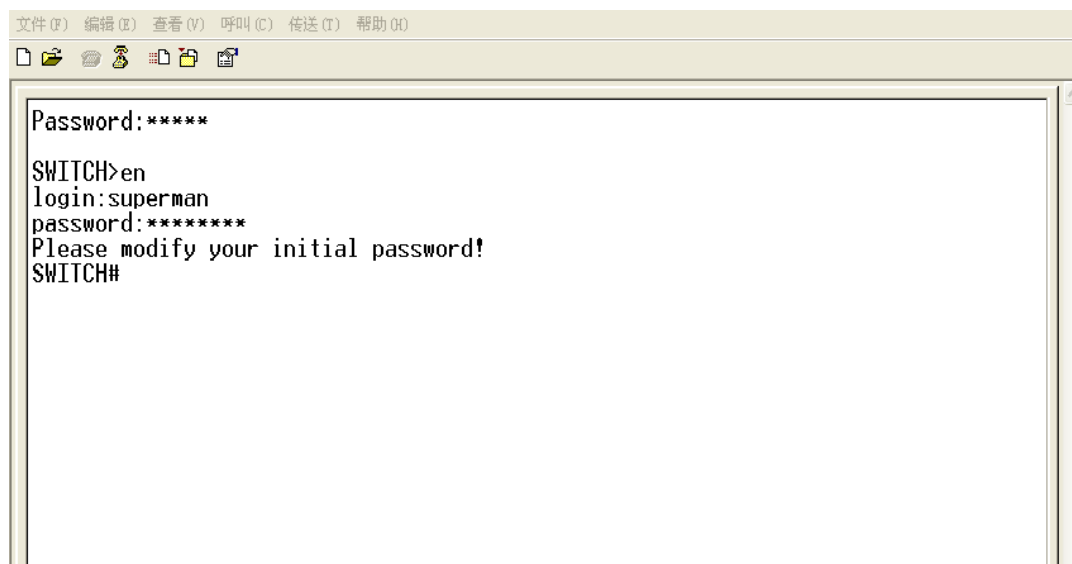 文件(F) 编辑(E) 查看(V) 呼叫(C) 传送(T) 帮助(H)
Password:*****
SWITCH>en
login:superman
password:********
Please modify your initial password!
SWITCH#